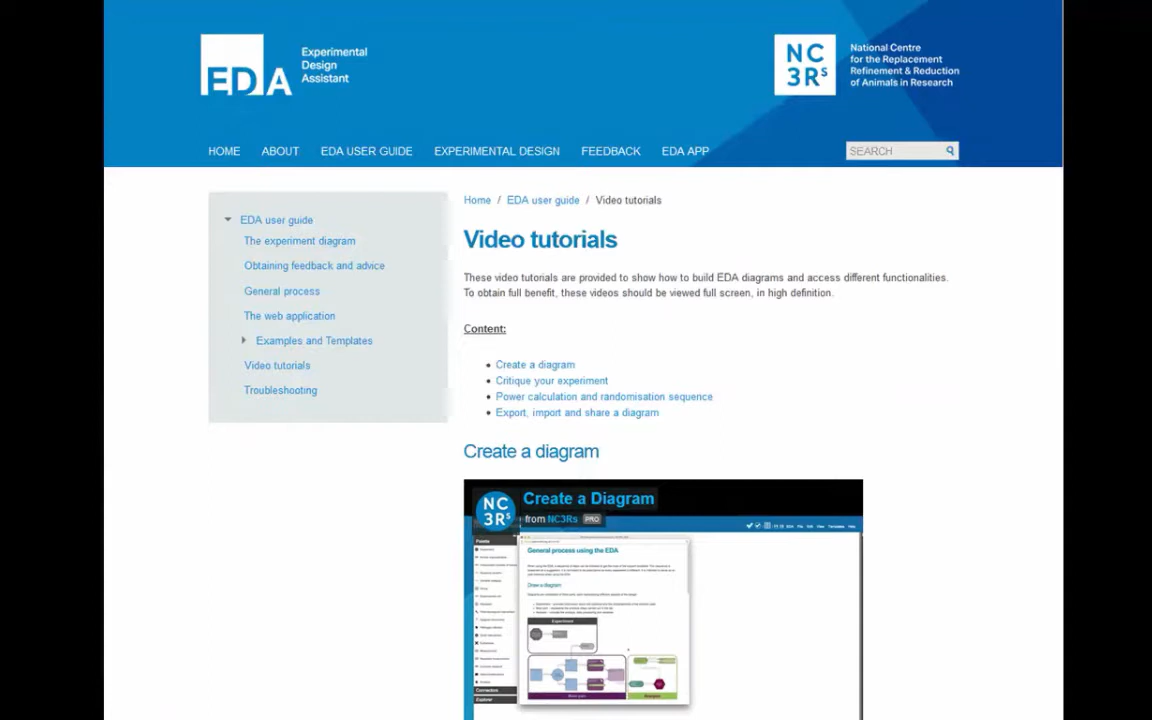 EDA
Experimental
Design
Assistant
NC
3Rs
National Centre
for the Replacement
Refinement & Reduction
of Animals in Research
HOME
ABOUT
EDA USER GUIDE
EXPERIMENTAL DESIGN
FEEDBACK
EDA APP
SEARCH
EDA user guide
The experiment diagram
Obtaining feedback and advice
General process
The web application
Examples and Templates
Video tutorials
Troubleshooting
Home / EDA user guide / Video tutorials
Video tutorials
These video tutorials are provided to show how to build EDA diagrams and access different functionalities.
To obtain full benefit, these videos should be viewed full screen, in high definition.
Content:
Create a diagram
Critique your experiment
Power calculation and randomisation sequence
Export, import and share a diagram
Create a diagram
NC
3Rs
Create a Diagram
from NC3Rs PRO
General process using the EDA
Draw a diagram
Experiment